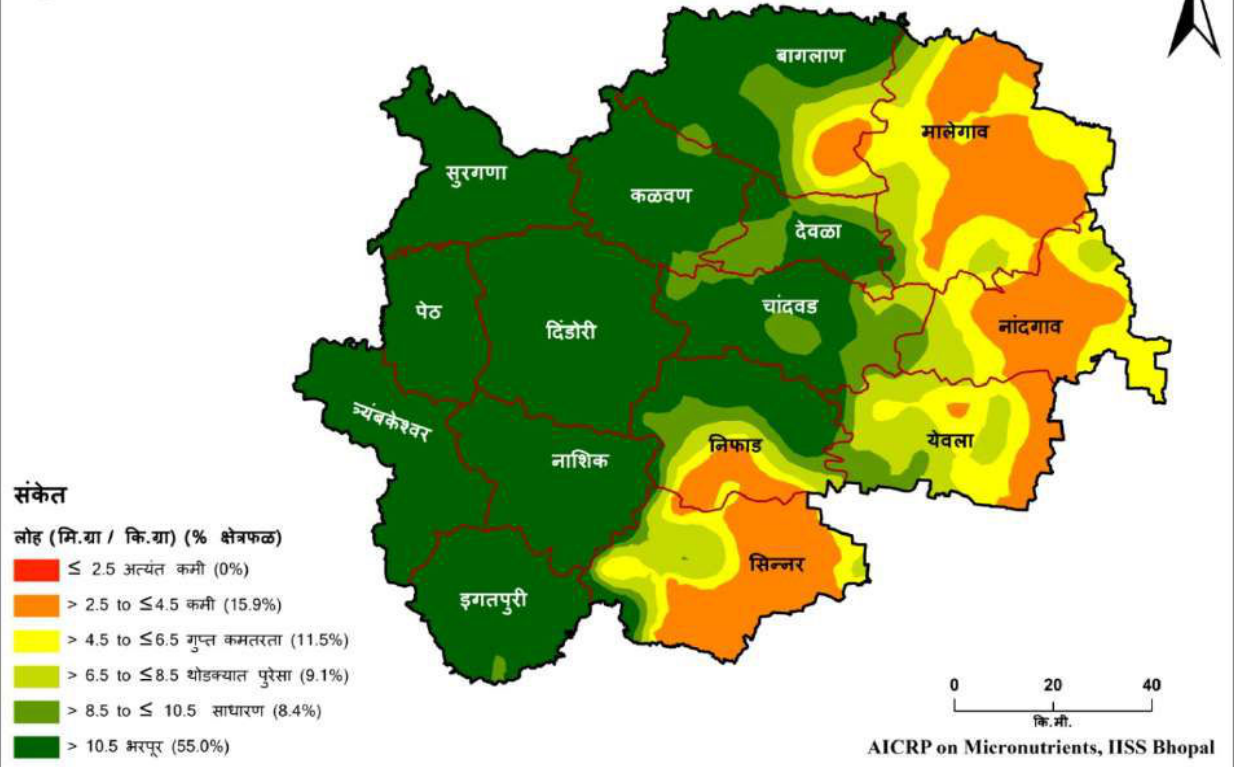 बागलाण
मालेगाव
सुरगणा
कळवण
देवळा
पेठ
दिंडोरी
चांदवड
नांदगाव
त्र्यंबकेश्वर
नाशिक
निफाड
येवला
सिन्नर
इगतपुरी
संकेत
लोह (मि.ग्रा / कि.ग्रा) (% क्षेत्रफळ)
≤ 2.5 अत्यंत कमी (0%)
> 2.5 to ≤4.5 कमी (15.9%)
> 4.5 to ≤6.5 गुप्त कमतरता (11.5%)
> 6.5 to ≤8.5 थोडक्यात पुरेसा (9.1%)
> 8.5 to ≤ 10.5 साधारण (8.4%)
> 10.5 भरपूर (55.0%)
0 20 40
कि.मी.
AICRP on Micronutrients, IISS Bhopal